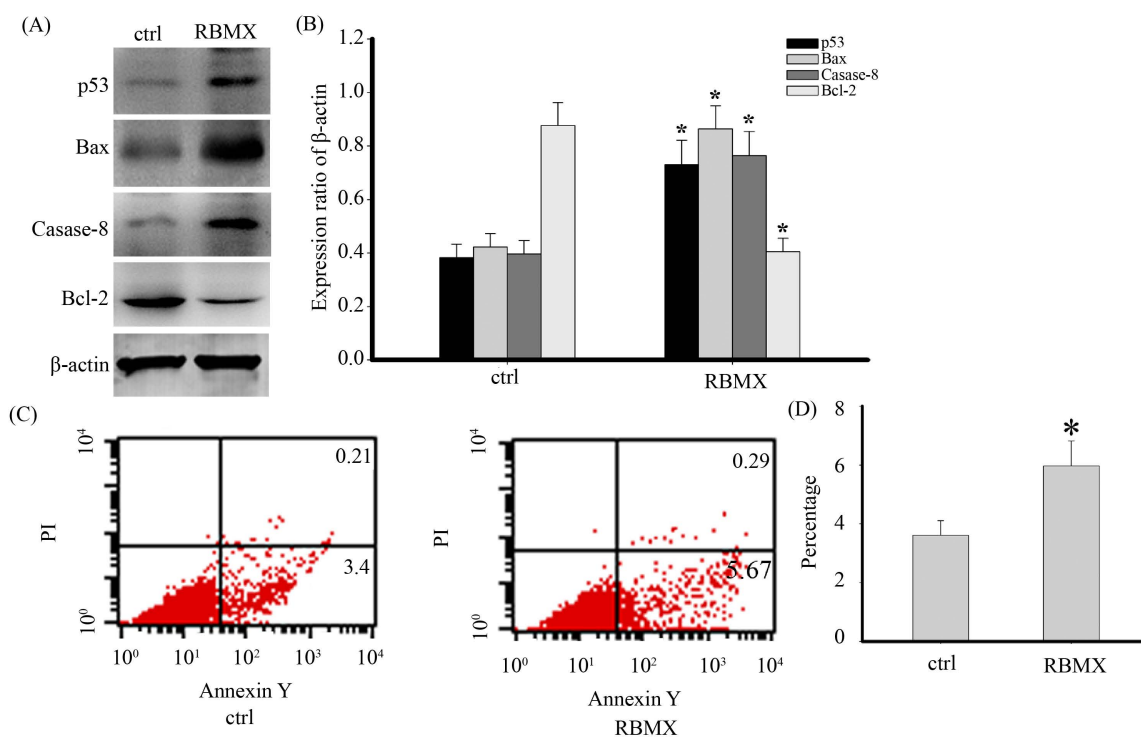 (A)
ctrl RBMX
p53
Bax
Casase-8
Bcl-2
β-actin
(B)
Expression ratio of β-actin
1.2
1.0
0.8
0.6
0.4
0.2
0.0
p53
Bax
Casase-8
Bcl-2
* * * *
ctrl RBMX
(C)
PI
10⁴
10⁰
0.21
3.4
10⁰ 10¹ 10² 10³ 10⁴
Annexin Y
ctrl
PI
10⁴
10⁰
0.29
5.67
10⁰ 10¹ 10² 10³ 10⁴
Annexin Y
RBMX
(D)
Percentage
8
6
4
2
0
*
ctrl RBMX